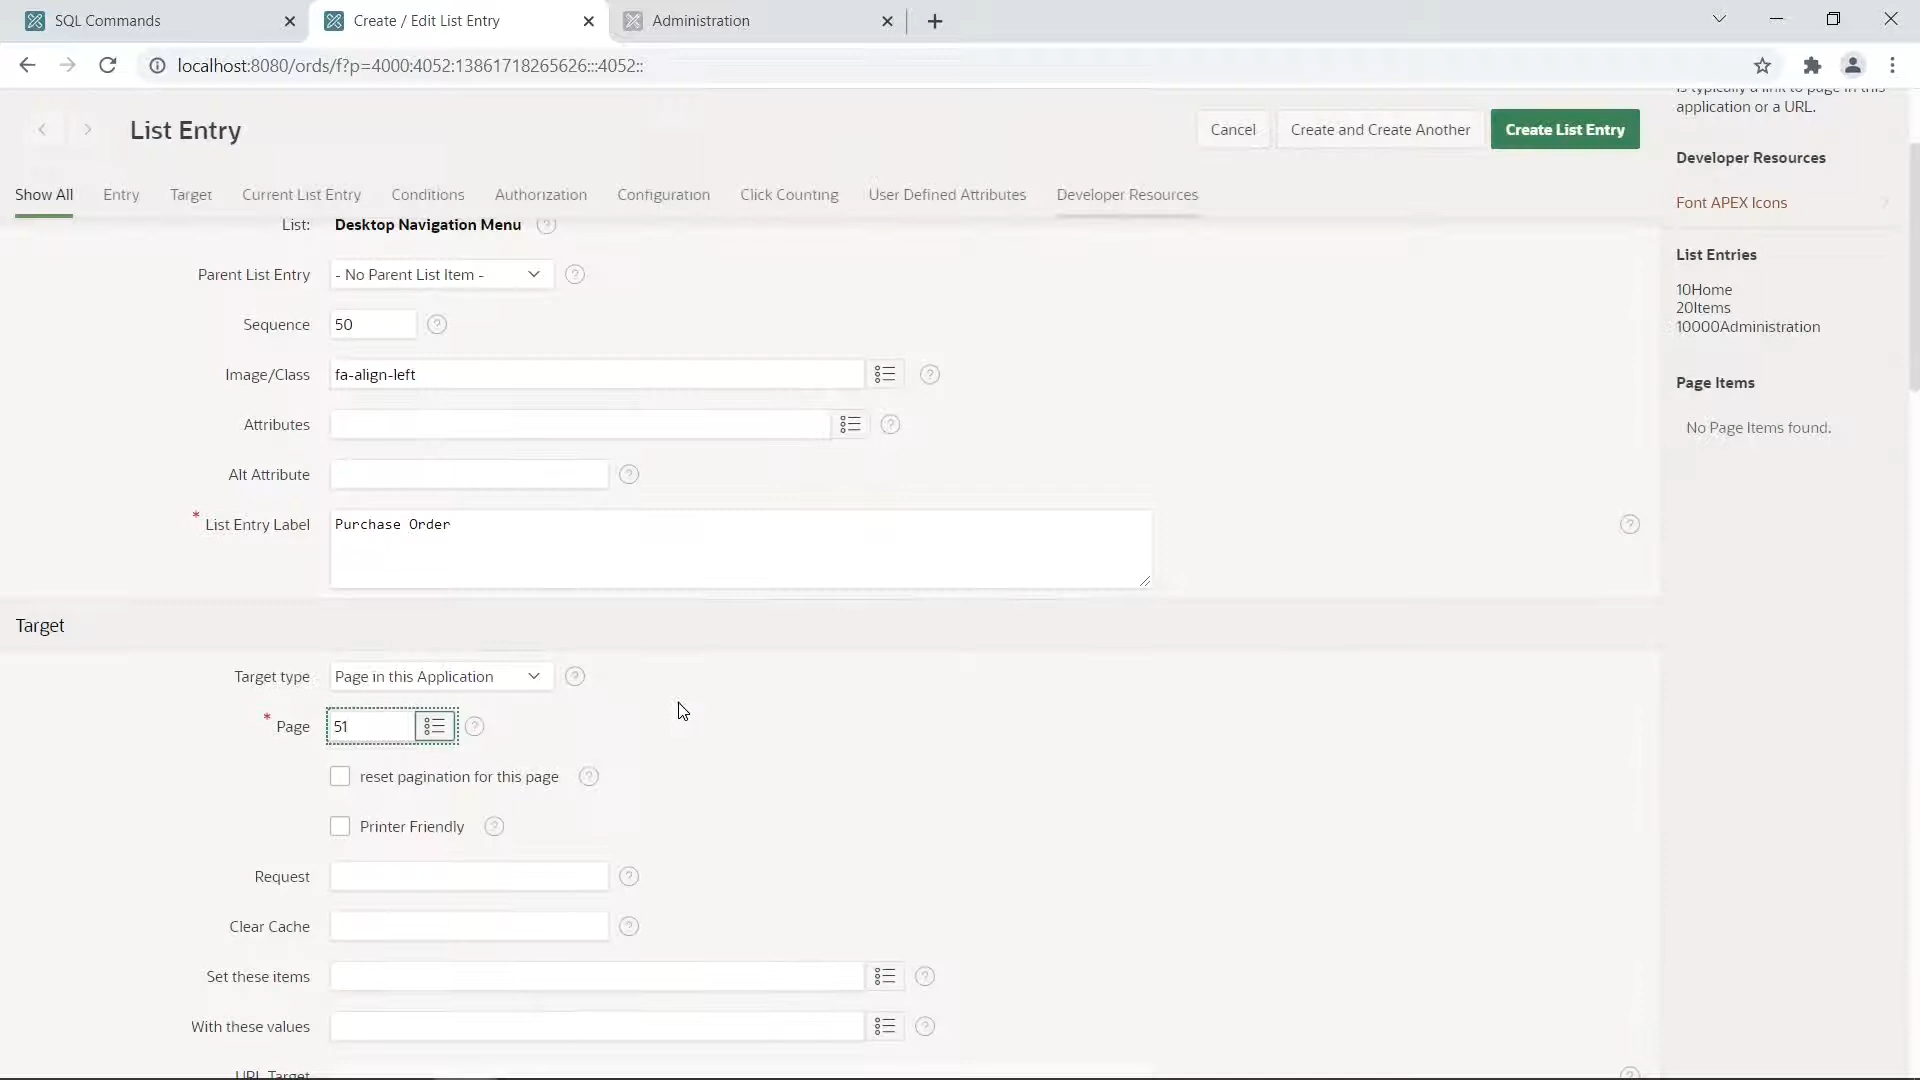 SQL Commands
Create / Edit List Entry
Administration
localhost:8080/ords/f?p=4000:4052:13861718265626:::4052::
List Entry
Cancel
Create and Create Another
Create List Entry
is typically a link to page in this
application or a URL.
Show All
Entry
Target
Current List Entry
Conditions
Authorization
Configuration
Click Counting
User Defined Attributes
Developer Resources
Developer Resources
Font APEX Icons
List Entries
10Home
20Items
10000Administration
Page Items
No Page Items found.
List: Desktop Navigation Menu
Parent List Entry - No Parent List Item -
Sequence 50
Image/Class fa-align-left
Attributes
Alt Attribute
* List Entry Label Purchase Order
Target
Target type Page in this Application
* Page 51
reset pagination for this page
Printer Friendly
Request
Clear Cache
Set these items
With these values
URL Target